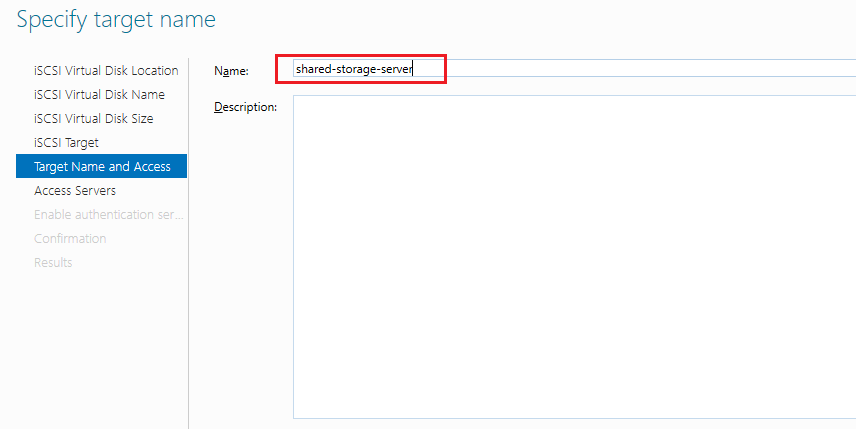 Specify target name
iSCSI Virtual Disk Location
iSCSI Virtual Disk Name
iSCSI Virtual Disk Size
iSCSI Target
Target Name and Access
Access Servers
Enable authentication ser...
Confirmation
Results
Name:
shared-storage-server
Description: